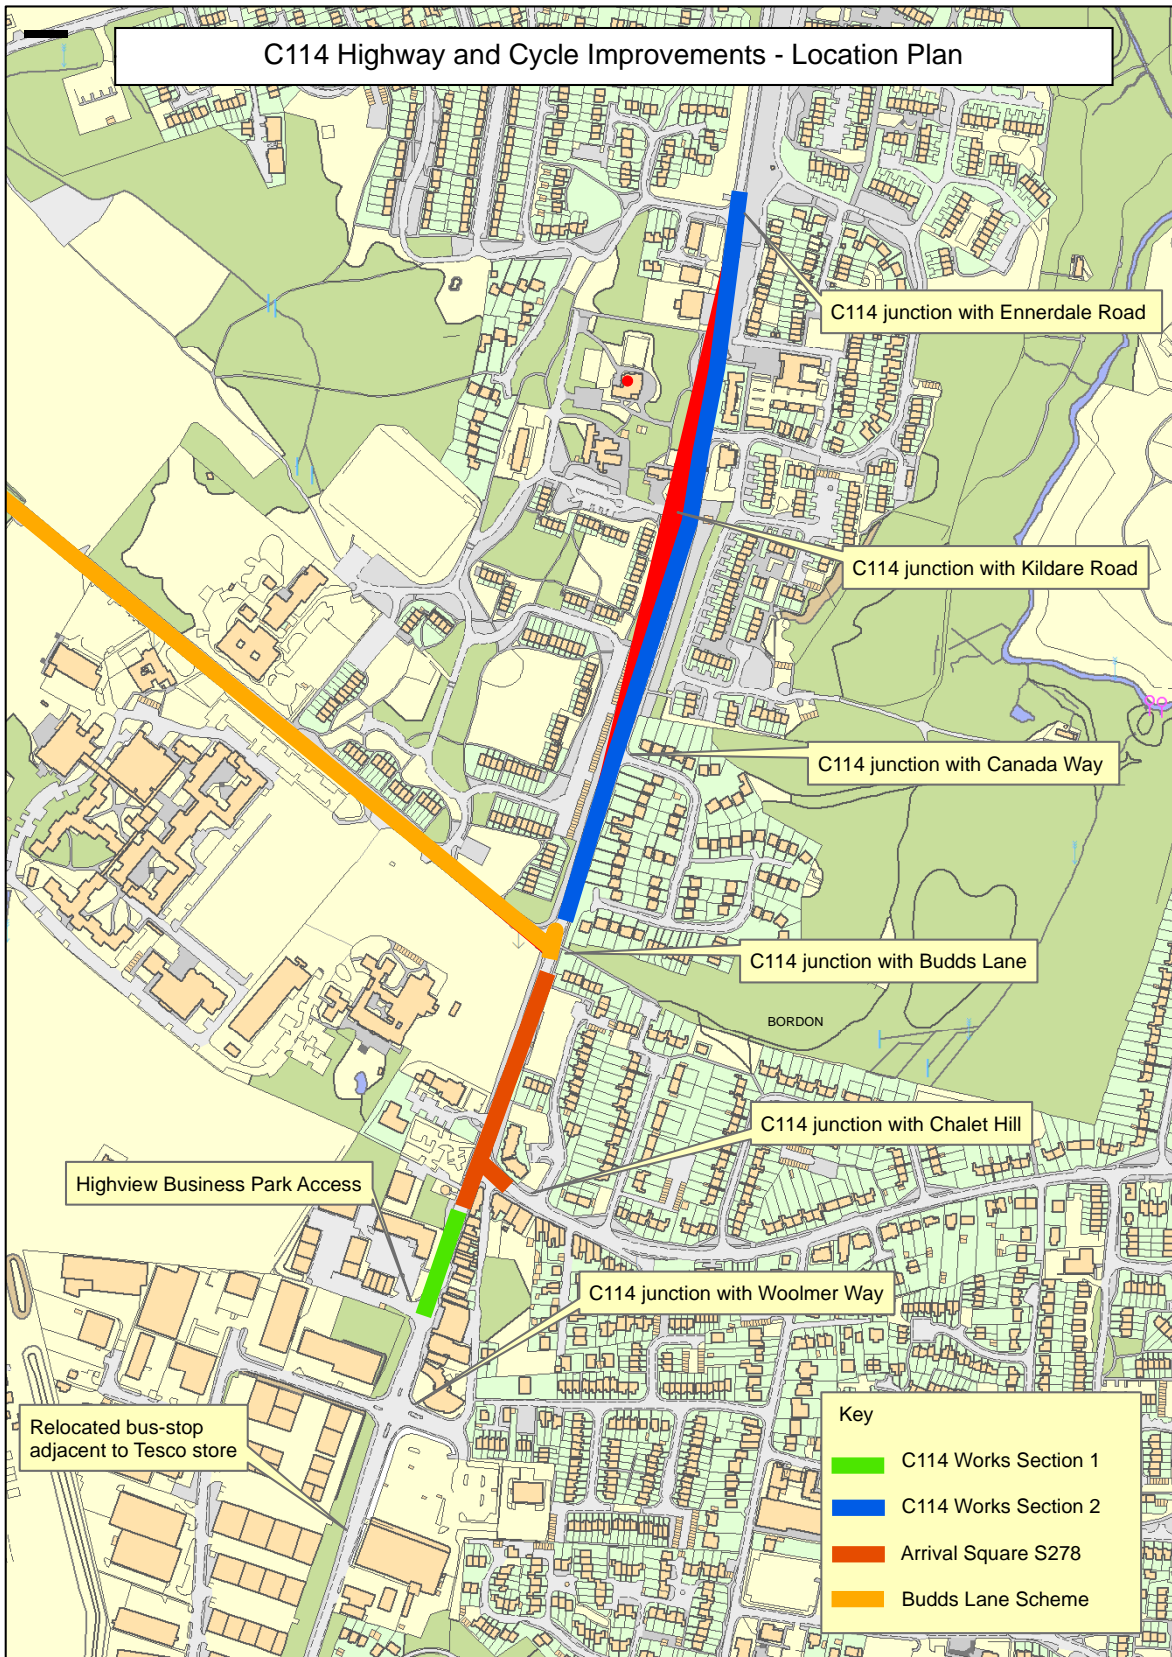 C114 Highway and Cycle Improvements - Location Plan
C114 junction with Ennerdale Road
C114 junction with Kildare Road
C114 junction with Canada Way
C114 junction with Budds Lane
BORDON
C114 junction with Chalet Hill
Highview Business Park Access
C114 junction with Woolmer Way
Relocated bus-stop
adjacent to Tesco store
Key
C114 Works Section 1
C114 Works Section 2
Arrival Square S278
Budds Lane Scheme